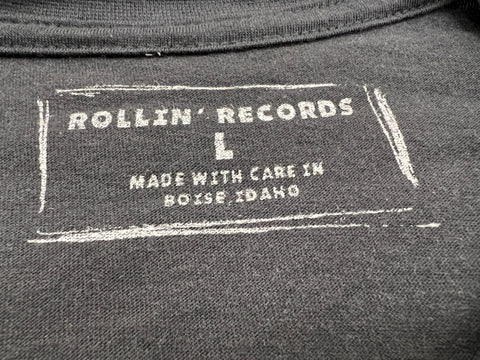 ROLLIN' RECORDS
L
MADE WITH CARE IN
BOISE, IDAHO